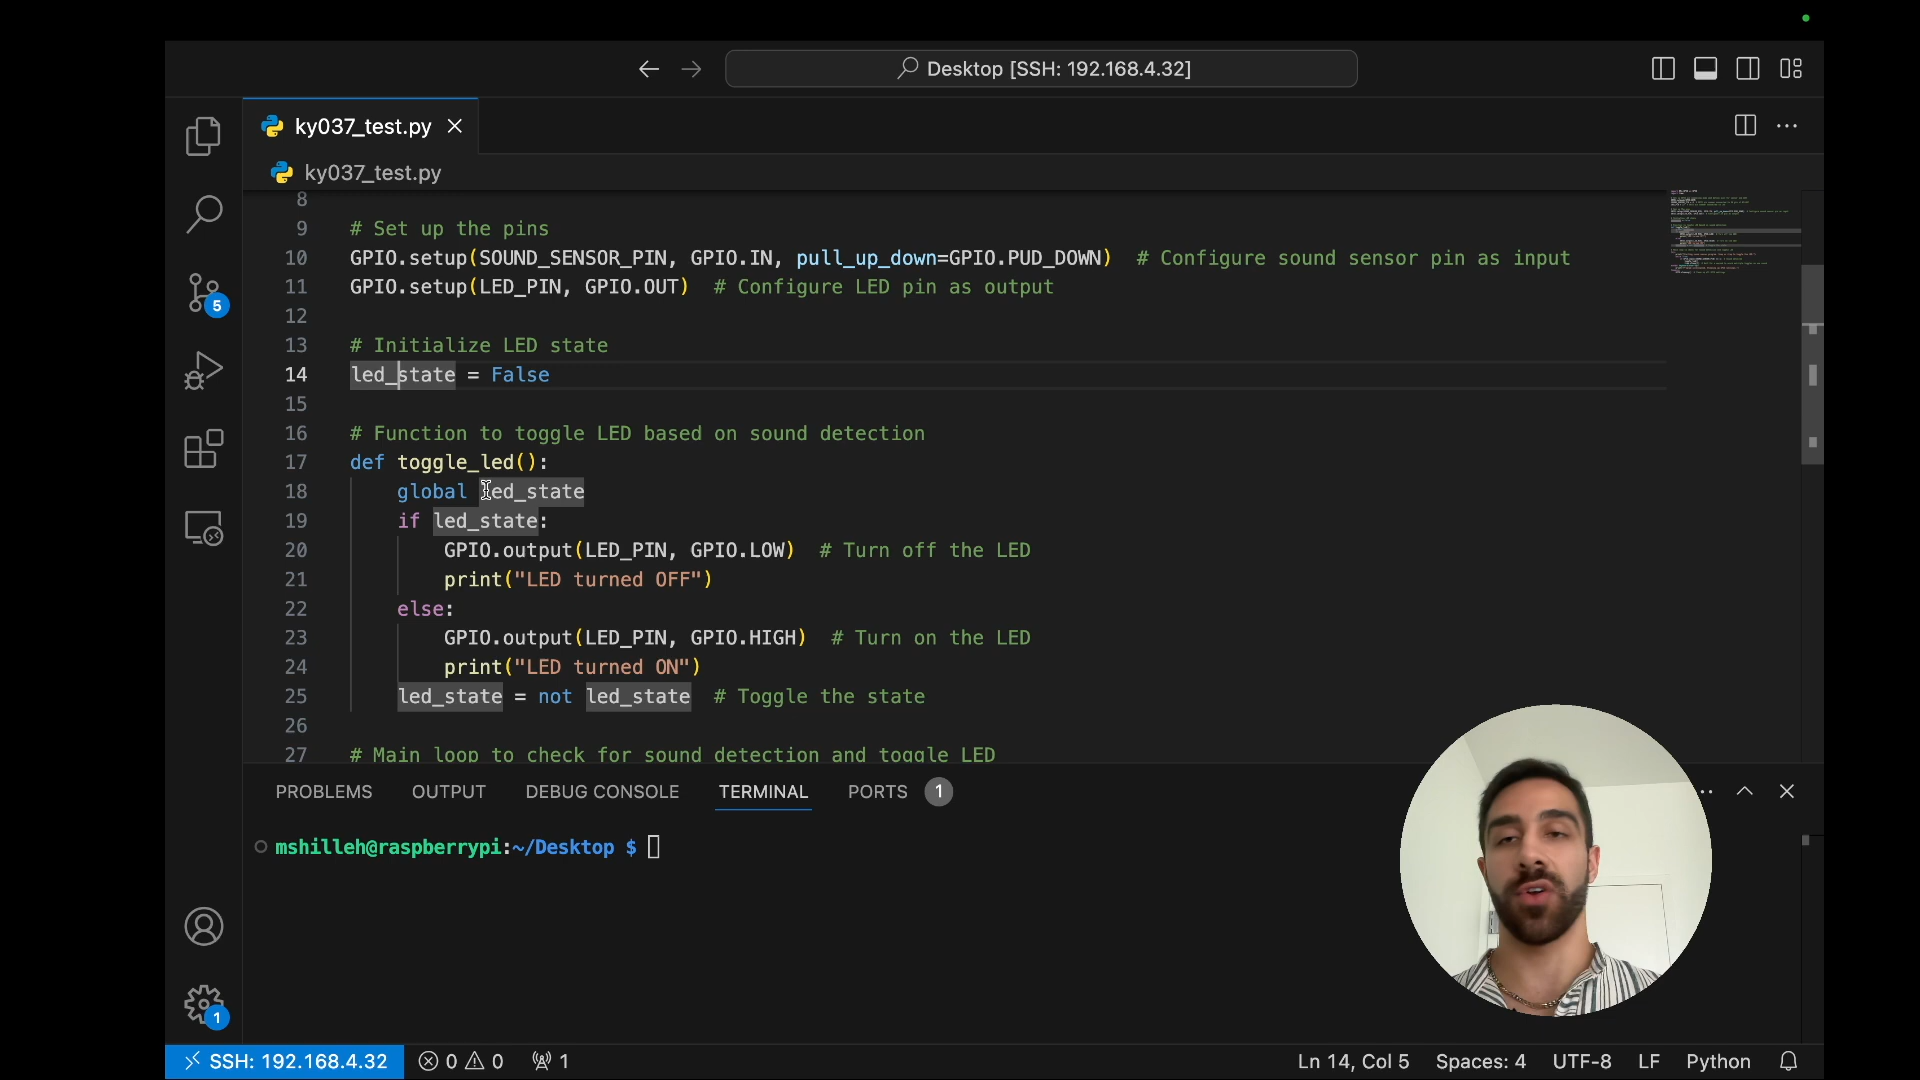 Desktop [SSH: 192.168.4.32]
ky037_test.py
ky037_test.py
8
9 # Set up the pins
10 GPIO.setup(SOUND_SENSOR_PIN, GPIO.IN, pull_up_down=GPIO.PUD_DOWN)  # Configure sound sensor pin as input
11 GPIO.setup(LED_PIN, GPIO.OUT)  # Configure LED pin as output
12
13 # Initialize LED state
14 led_state = False
15
16 # Function to toggle LED based on sound detection
17 def toggle_led():
18     global led_state
19     if led_state:
20         GPIO.output(LED_PIN, GPIO.LOW)  # Turn off the LED
21         print("LED turned OFF")
22     else:
23         GPIO.output(LED_PIN, GPIO.HIGH)  # Turn on the LED
24         print("LED turned ON")
25     led_state = not led_state  # Toggle the state
26
27 # Main loop to check for sound detection and toggle LED
PROBLEMS OUTPUT DEBUG CONSOLE TERMINAL PORTS 1
mshilleh@raspberrypi:~/Desktop $
5
1
SSH: 192.168.4.32 0 0 1 Ln 14, Col 5 Spaces: 4 UTF-8 LF Python